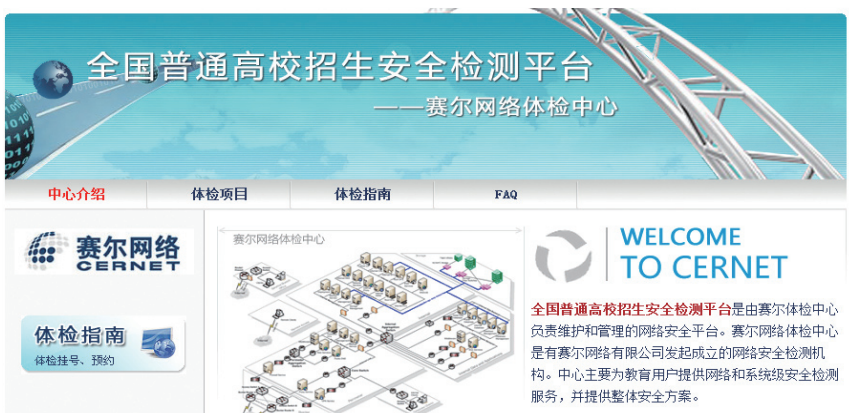 全国普通高校招生安全检测平台
——赛尔网络体检中心
中心介绍 体检项目 体检指南 FAQ
赛尔网络
CERNET
体检指南
体检挂号、预约
赛尔网络体检中心
WELCOME
TO CERNET
全国普通高校招生安全检测平台是由赛尔体检中心
负责维护和管理的网络安全平台。赛尔网络体检中心
是有赛尔网络有限公司发起成立的网络安全检测机
构。中心主要为教育用户提供网络和系统级安全检测
服务，并提供整体安全方案。